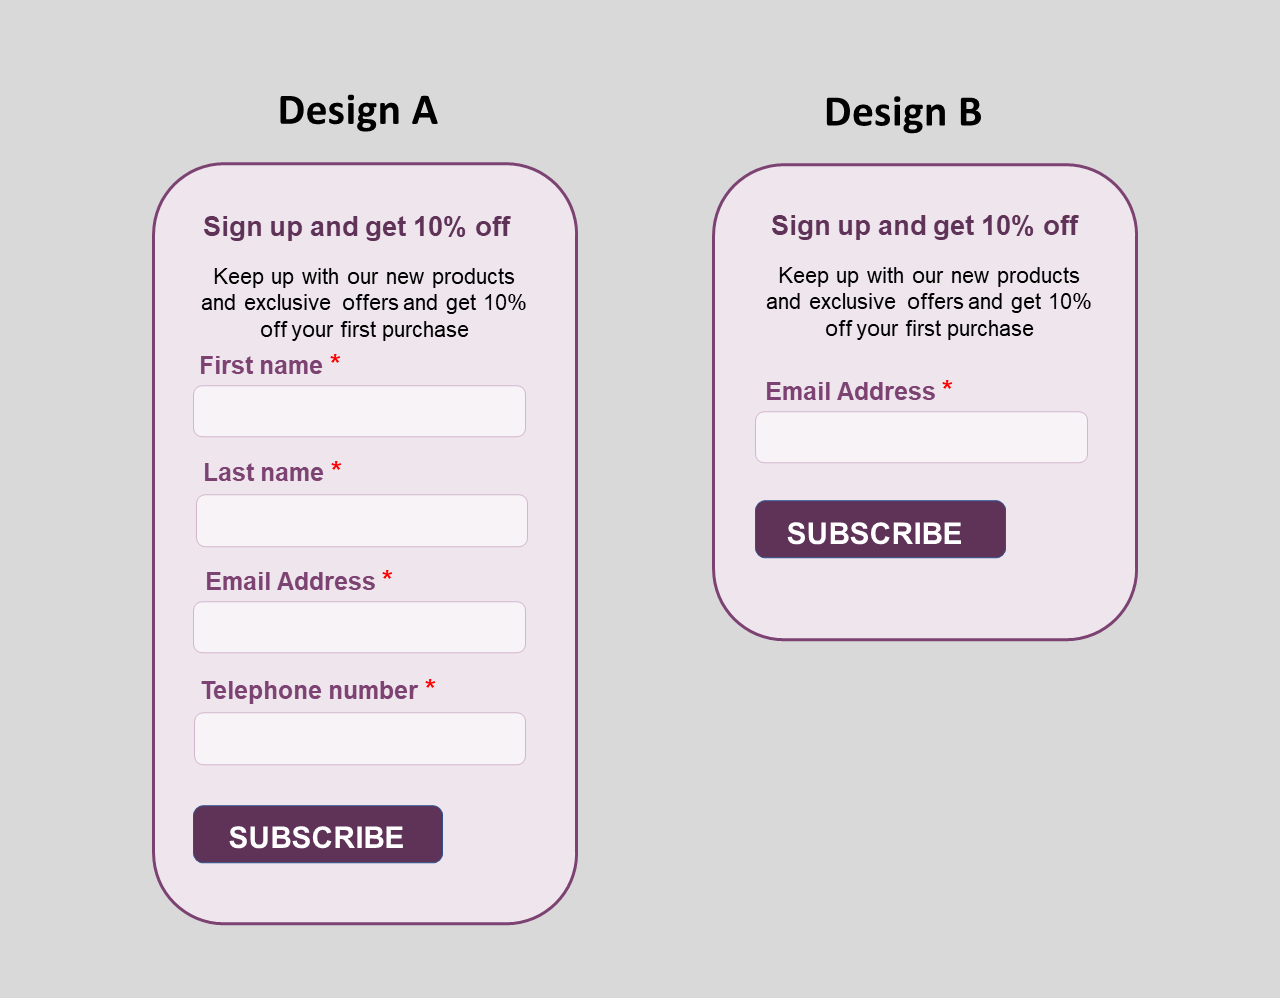 Design A
Sign up and get 10% off
Keep up with our new products
and exclusive offers and get 10%
off your first purchase
First name *
Last name *
Email Address *
Telephone number *
SUBSCRIBE
Design B
Sign up and get 10% off
Keep up with our new products
and exclusive offers and get 10%
off your first purchase
Email Address *
SUBSCRIBE